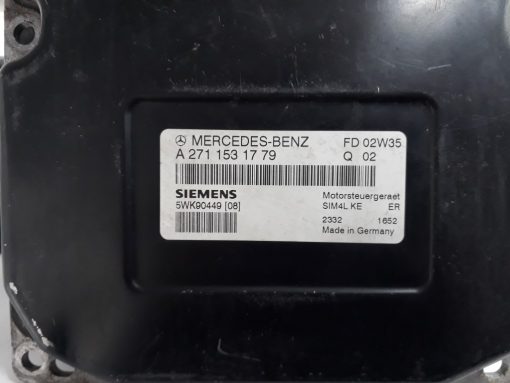 MERCEDES-BENZ FD 02W35
A 271 153 17 79 Q 02
SIEMENS Motorsteuergeraet
5WK90449 [08] SIM4L KE ER
2332 1652
Made in Germany